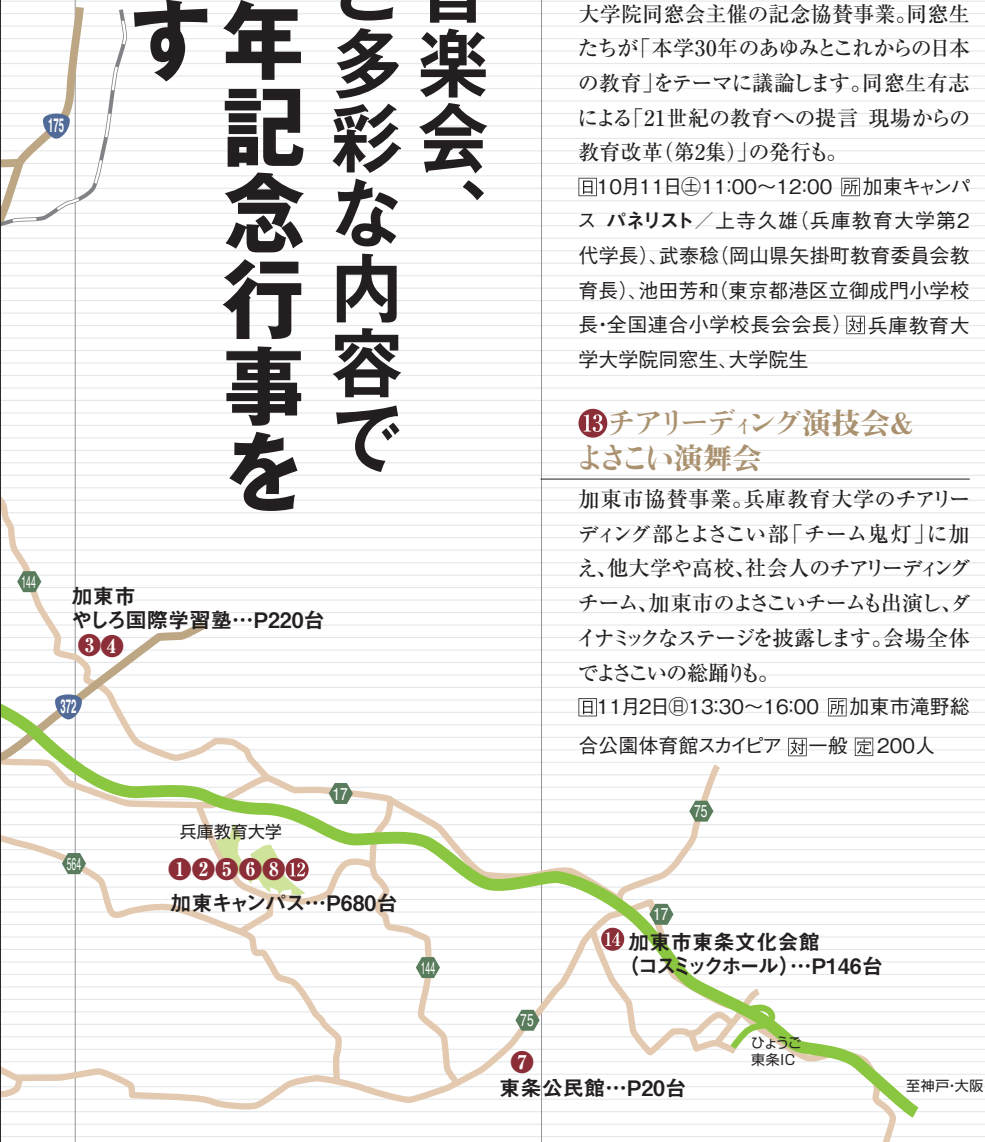 音楽会、
ど多彩な内容で
年記念行事を
す
大学院同窓会主催の記念協賛事業。同窓生
たちが「本学30年のあゆみとこれからの日本
の教育」をテーマに議論します。同窓生有志
による「21世紀の教育への提言 現場からの
教育改革（第2集）」の発行も。
日10月11日㊏11:00〜12:00 所加東キャンパ
ス パネリスト／上寺久雄（兵庫教育大学第2
代学長）、武泰稔（岡山県矢掛町教育委員会教
育長）、池田芳和（東京都港区立御成門小学校
長・全国連合小学校長会会長） 対兵庫教育大
学大学院同窓生、大学院生
⓭チアリーディング演技会&
よさこい演舞会
加東市協賛事業。兵庫教育大学のチアリー
ディング部とよさこい部「チーム鬼灯」に加
え、他大学や高校、社会人のチアリーディング
チーム、加東市のよさこいチームも出演し、ダ
イナミックなステージを披露します。会場全体
でよさこいの総踊りも。
日11月2日㊐13:30〜16:00 所加東市滝野総
合公園体育館スカイピア 対一般 定200人
175
144
加東市
やしろ国際学習塾…P220台
❸❹
372
17
75
兵庫教育大学
564
❶❷❺❻❽⓬
加東キャンパス…P680台
17
⓮加東市東条文化会館
（コスミックホール）…P146台
144
75
ひょうご
東条IC
❼
東条公民館…P20台
至神戸・大阪